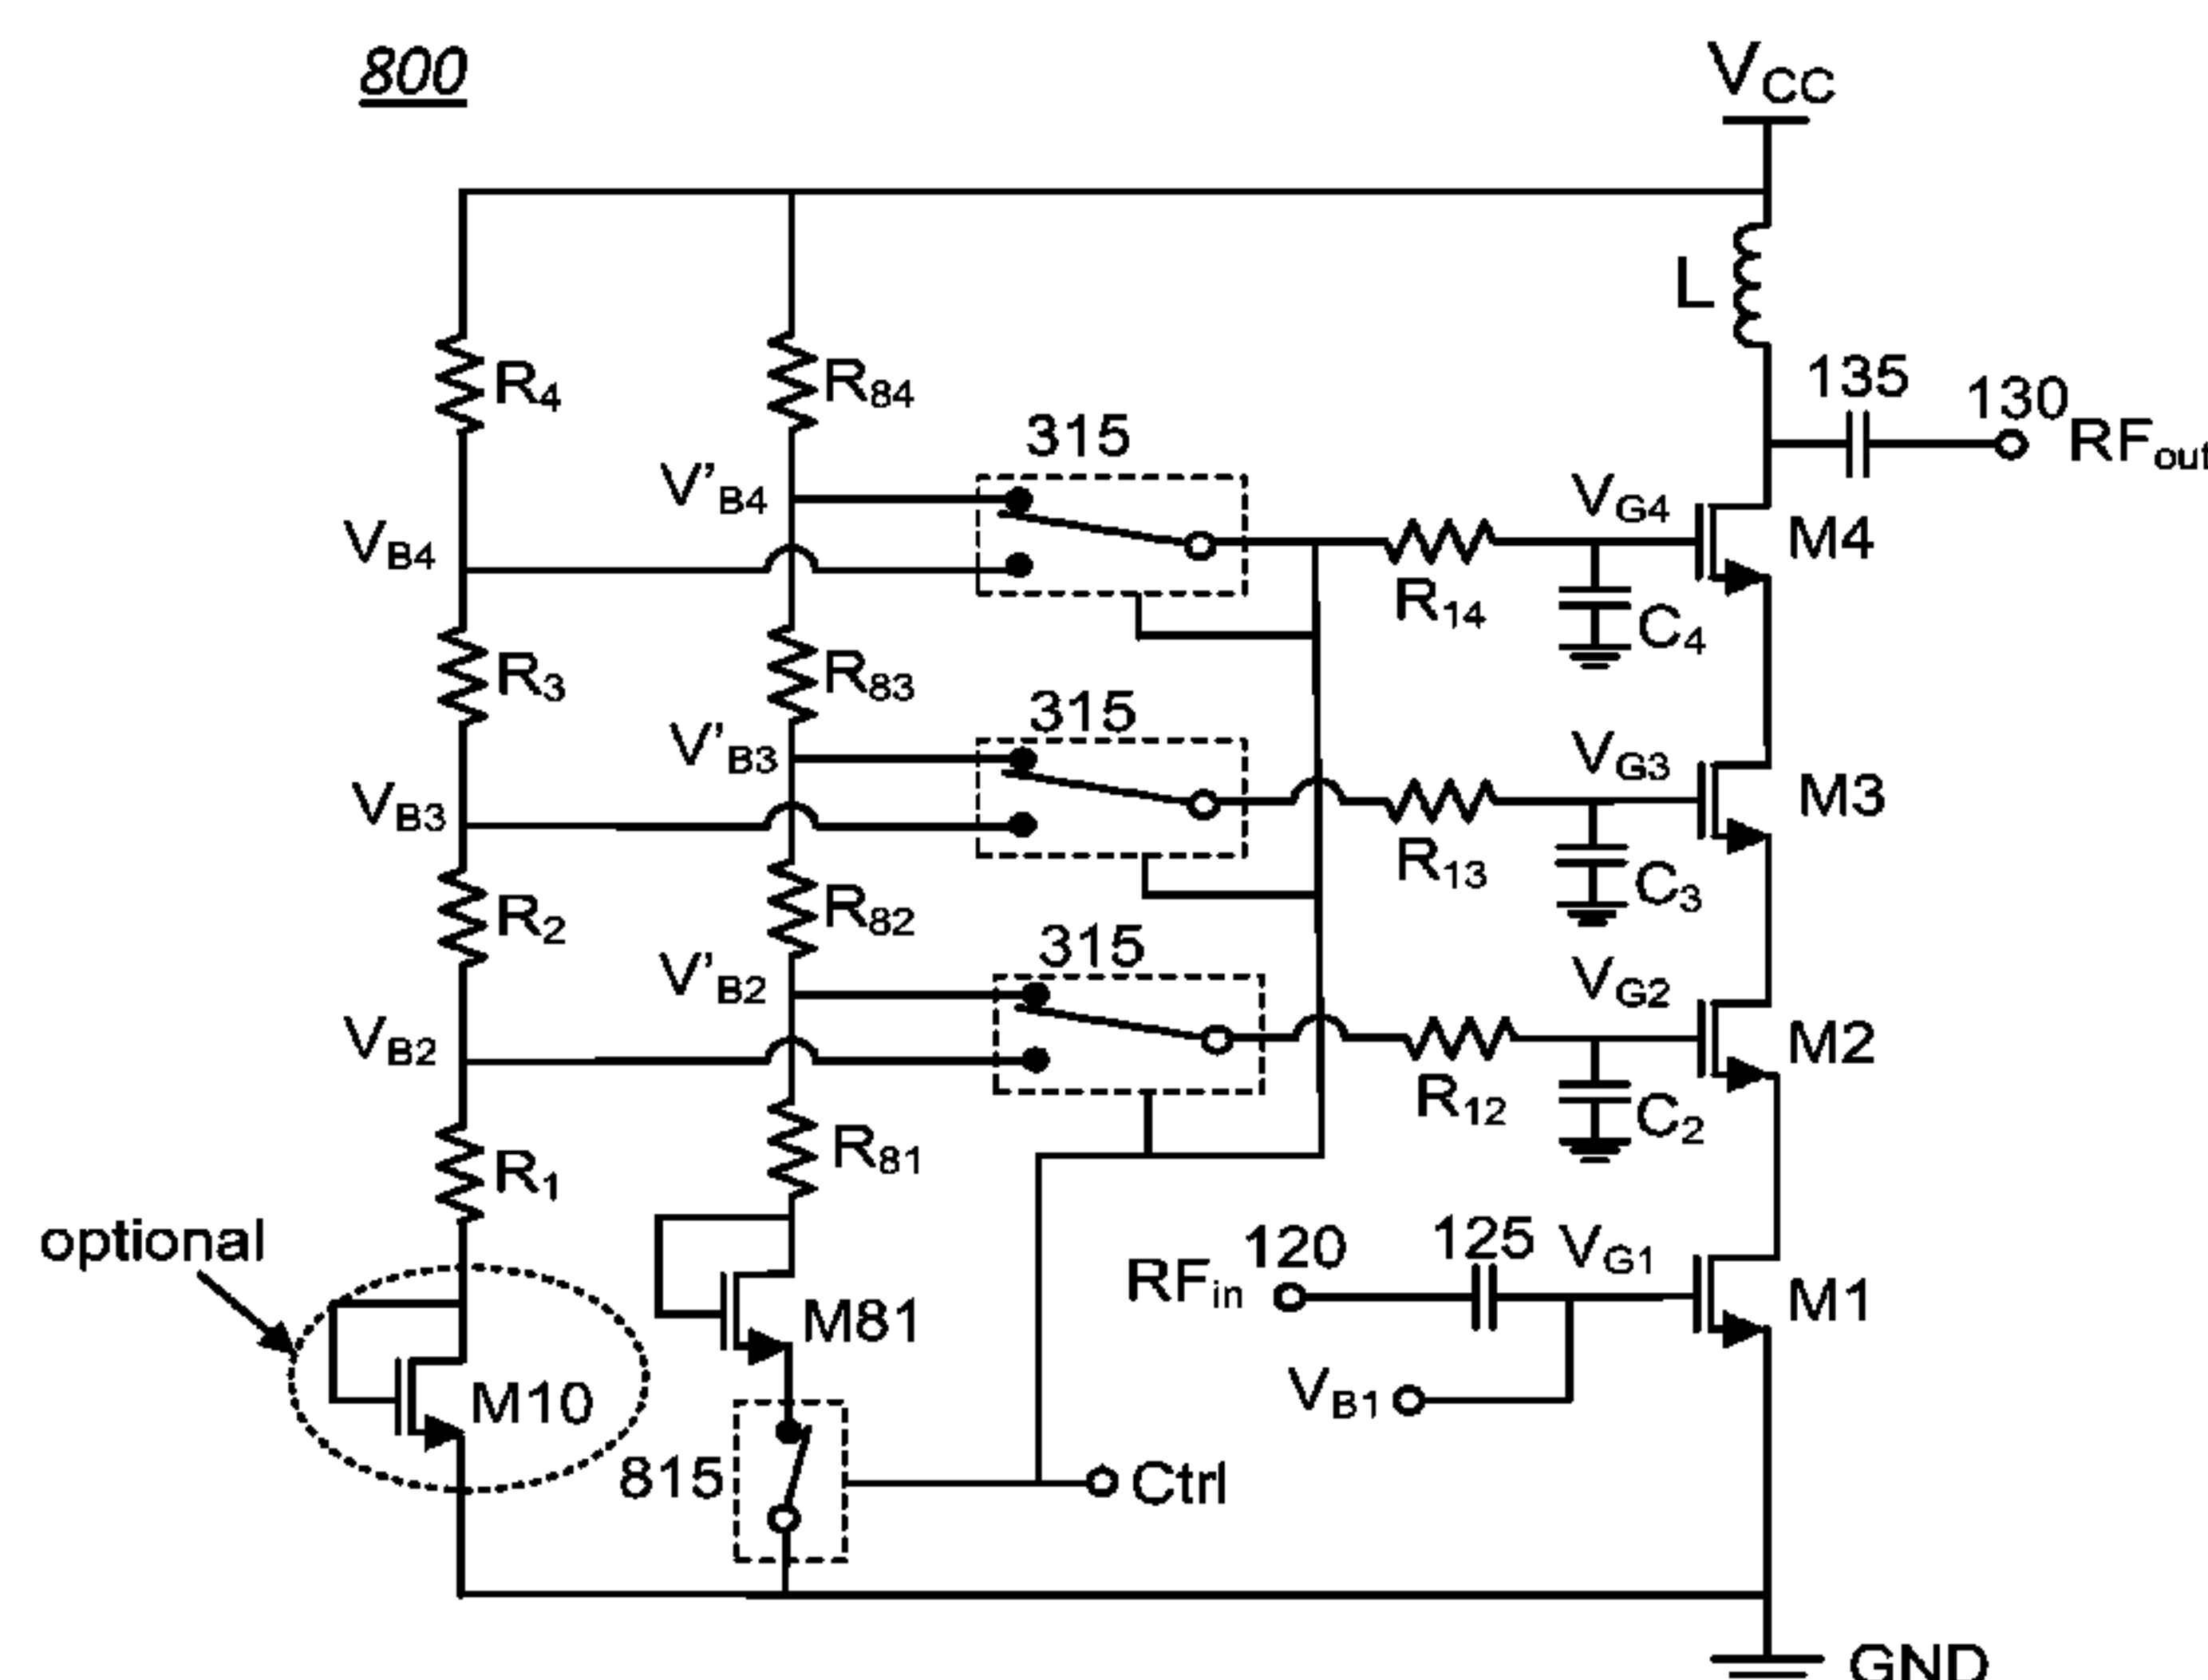 800
VCC
L
135
130
RFout
R4
R84
315
V'B4
VB4
VG4
M4
R14
C4
R3
R83
315
V'B3
VB3
VG3
M3
R13
C3
R2
R82
315
V'B2
VB2
VG2
M2
R12
C2
R1
R81
optional
RFin
120
125
VG1
M1
M81
M10
VB1
815
Ctrl
GND